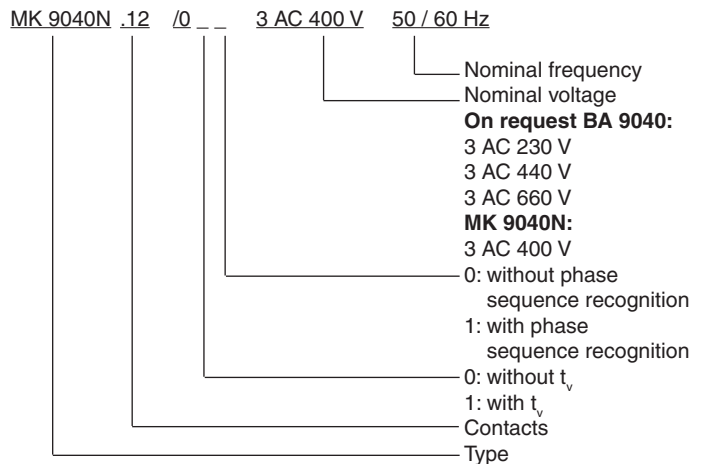 MK 9040N .12 /0 _ _ 3 AC 400 V 50 / 60 Hz
Nominal frequency
Nominal voltage
On request BA 9040:
3 AC 230 V
3 AC 440 V
3 AC 660 V
MK 9040N:
3 AC 400 V
0: without phase
sequence recognition
1: with phase
sequence recognition
0: without tv
1: with tv
Contacts
Type